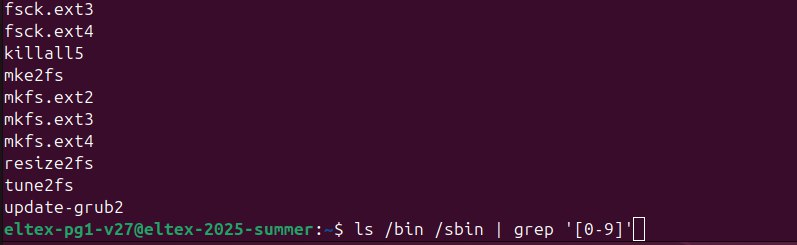 fsck.ext3
fsck.ext4
killall5
mke2fs
mkfs.ext2
mkfs.ext3
mkfs.ext4
resize2fs
tune2fs
update-grub2
eltex-pg1-v27@eltex-2025-summer:~$ ls /bin /sbin | grep '[0-9]'